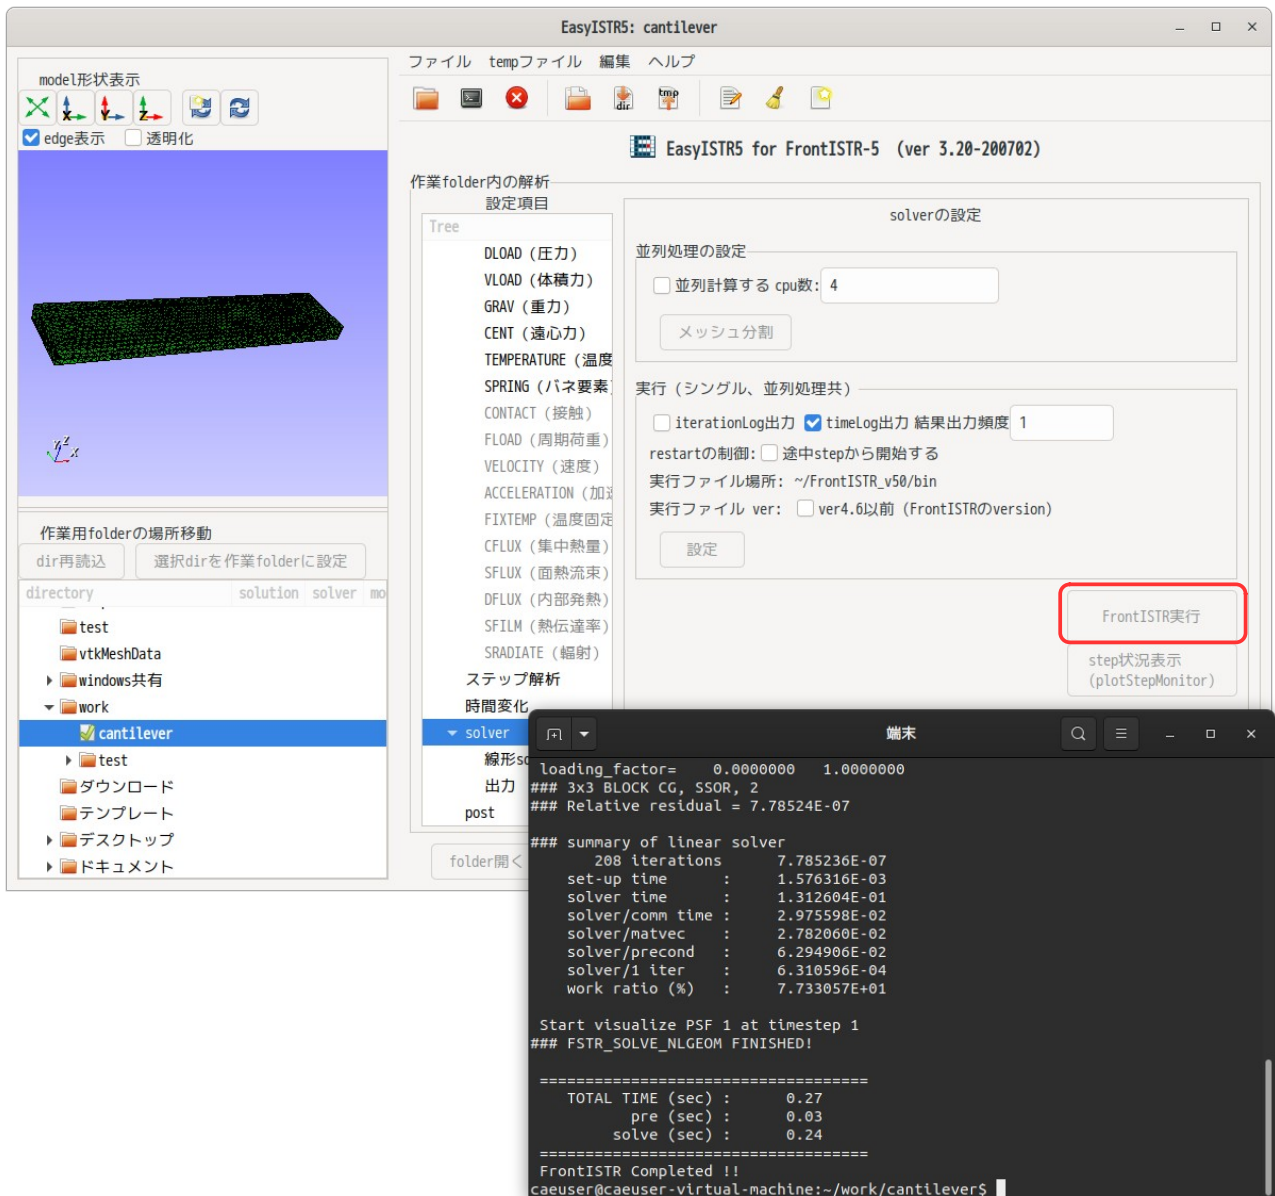 EasyISTR5: cantilever
model形状表示
edge表示 透明化
作業用folderの場所移動
dir再読込 選択dirを作業folderに設定
directory solution solver mo
test
vtkMeshData
windows共有
work
cantilever
test
ダウンロード
テンプレート
デスクトップ
ドキュメント
ファイル tempファイル 編集 ヘルプ
EasyISTR5 for FrontISTR-5 (ver 3.20-200702)
作業folder内の解析
設定項目
Tree
DLOAD (圧力)
VLOAD (体積力)
GRAV (重力)
CENT (遠心力)
TEMPERATURE (温度
SPRING (バネ要素)
CONTACT (接触)
FLOAD (周期荷重)
VELOCITY (速度)
ACCELERATION (加速
FIXTEMP (温度固定
CFLUX (集中熱量)
SFLUX (面熱流束)
DFLUX (内部発熱)
SFILM (熱伝達率)
SRADIATE (輻射)
ステップ解析
時間変化
solver
線形so
出力
post
folder開く
solverの設定
並列処理の設定
並列計算する cpu数: 4
メッシュ分割
実行 (シングル、並列処理共)
iterationLog出力 timeLog出力 結果出力頻度 1
restartの制御: 途中stepから開始する
実行ファイル場所: ~/FrontISTR_v50/bin
実行ファイル ver: ver4.6以前 (FrontISTRのversion)
設定
FrontISTR実行
step状況表示
(plotStepMonitor)
端末
loading_factor= 0.0000000 1.0000000
### 3x3 BLOCK CG, SSOR, 2
### Relative residual = 7.78524E-07
### summary of linear solver
208 iterations 7.785236E-07
set-up time : 1.576316E-03
solver time : 1.312604E-01
solver/comm time : 2.975598E-02
solver/matvec : 2.782060E-02
solver/precond : 6.294906E-02
solver/1 iter : 6.310596E-04
work ratio (%) : 7.733057E+01
Start visualize PSF 1 at timestep 1
### FSTR_SOLVE_NLGEOM FINISHED!
====================================
TOTAL TIME (sec) : 0.27
pre (sec) : 0.03
solve (sec) : 0.24
====================================
FrontISTR Completed !!
caeuser@caeuser-virtual-machine:~/work/cantilever$